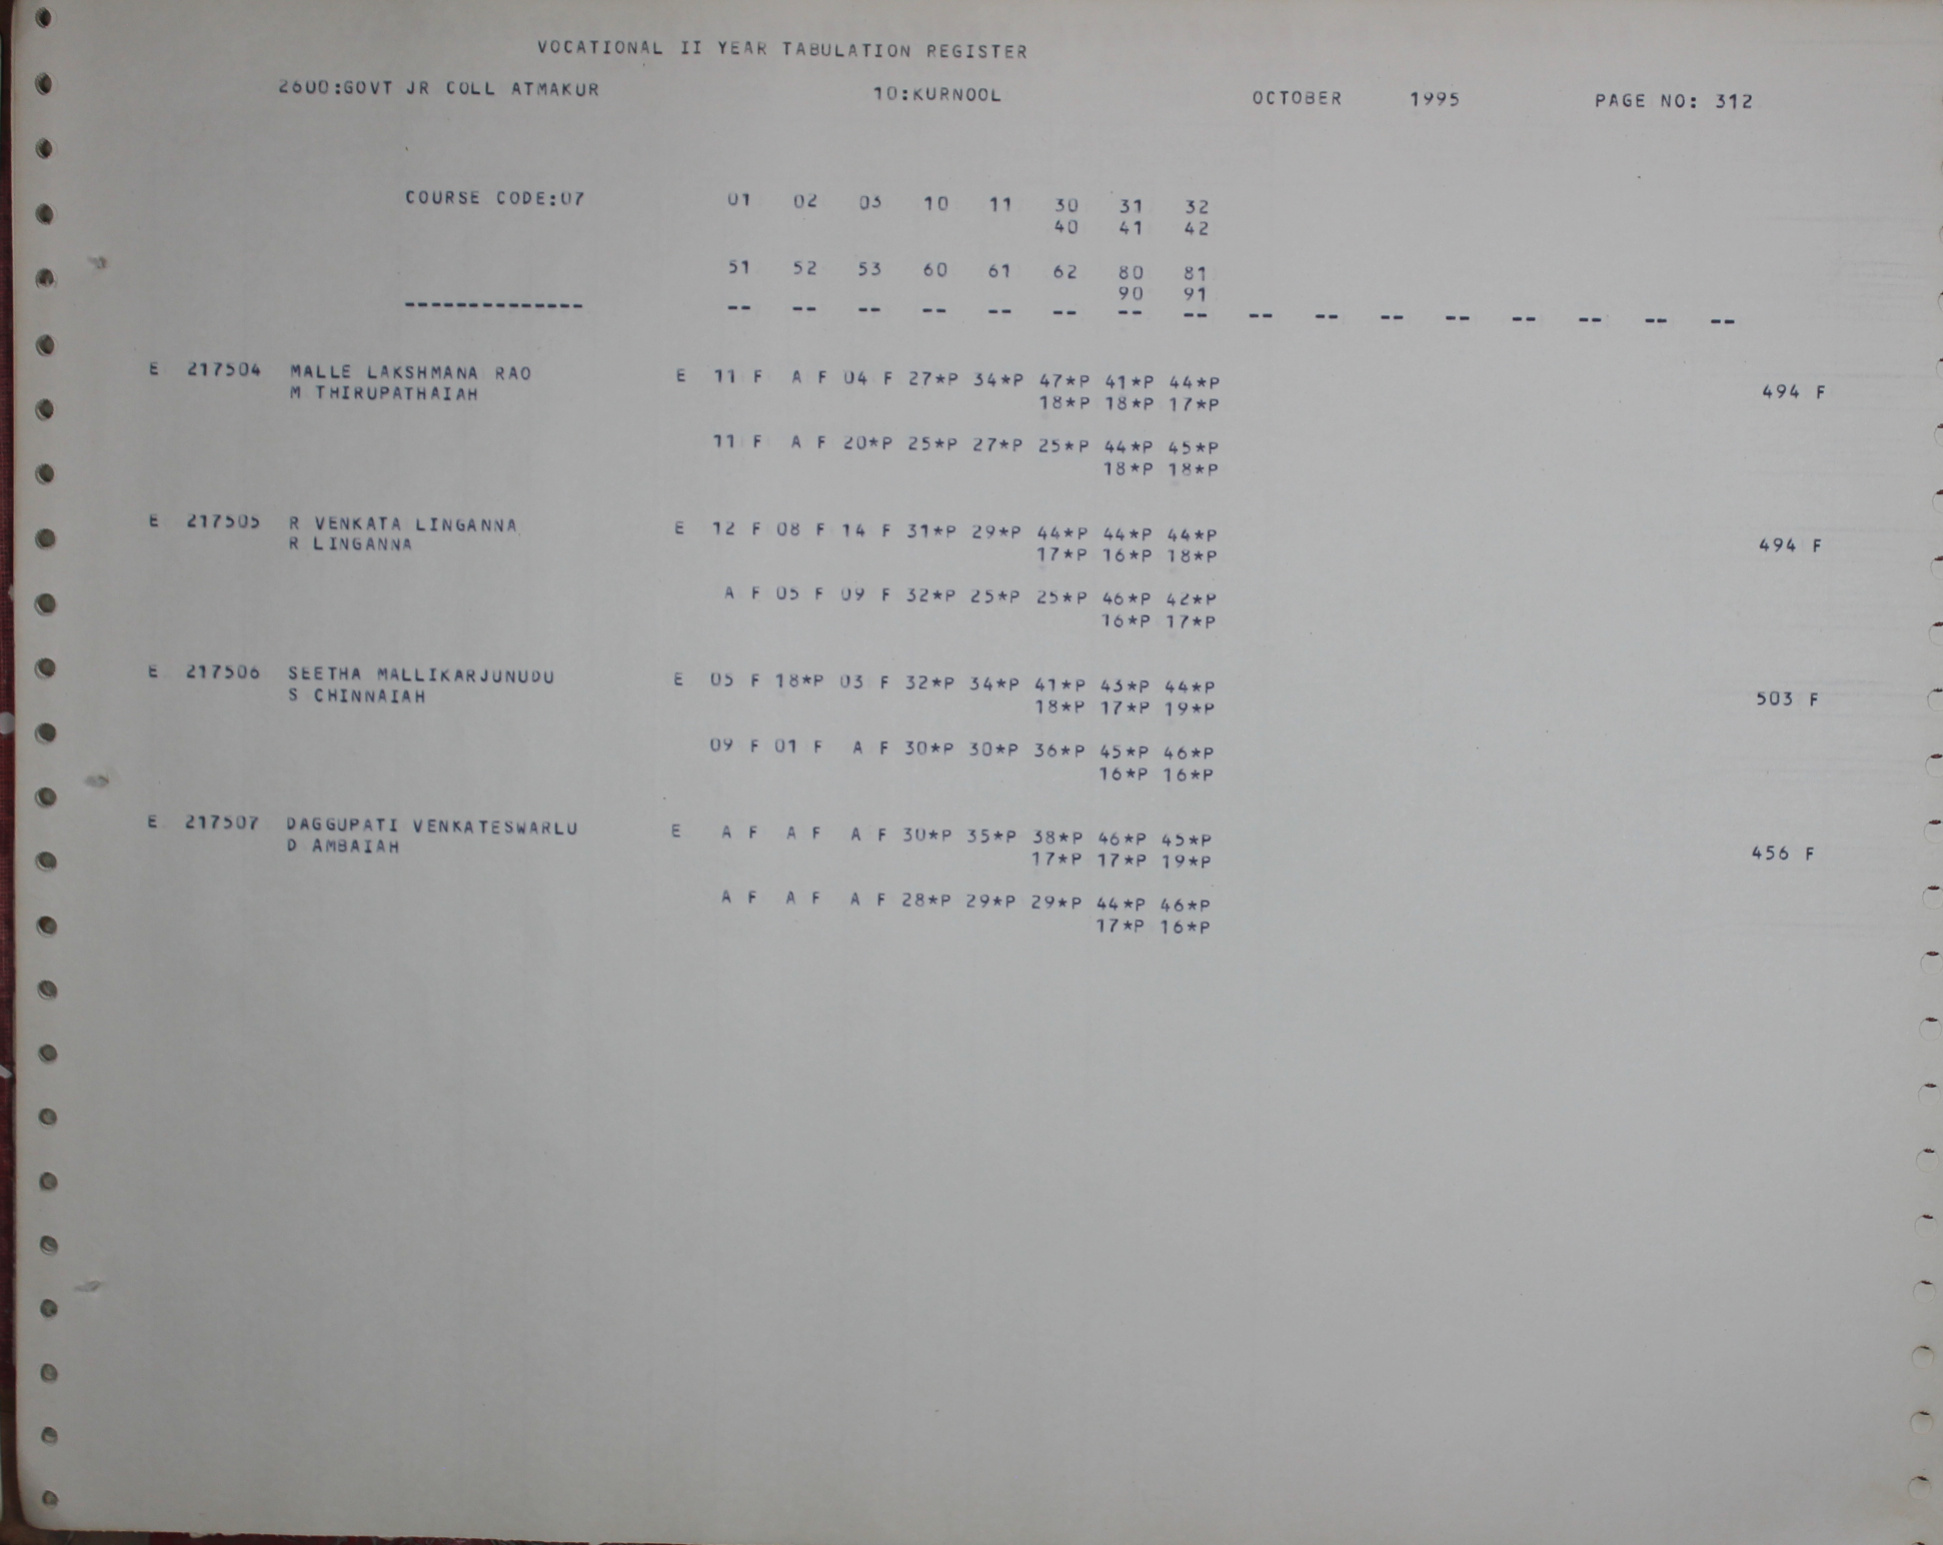 VOCATIONAL II YEAR TABULATION REGISTER
2600:GOVT JR COLL ATMAKUR 10:KURNOOL OCTOBER 1995 PAGE NO: 312
COURSE CODE:07 01 02 03 10 11 30 31 32
40 41 42
51 52 53 60 61 62 80 81
90 91
-------------- -- -- -- -- -- -- -- -- -- -- -- -- -- -- -- --
E 217504 MALLE LAKSHMANA RAO E 11 F A F 04 F 27*P 34*P 47*P 41*P 44*P
M THIRUPATHAIAH 18*P 18*P 17*P 494 F
11 F A F 20*P 25*P 27*P 25*P 44*P 45*P
18*P 18*P
E 217505 R VENKATA LINGANNA E 12 F 08 F 14 F 31*P 29*P 44*P 44*P 44*P
R LINGANNA 17*P 16*P 18*P 494 F
A F 05 F 09 F 32*P 25*P 25*P 46*P 42*P
16*P 17*P
E 217506 SEETHA MALLIKARJUNUDU E 05 F 18*P 03 F 32*P 34*P 41*P 43*P 44*P
S CHINNAIAH 18*P 17*P 19*P 503 F
09 F 01 F A F 30*P 30*P 36*P 45*P 46*P
16*P 16*P
E 217507 DAGGUPATI VENKATESWARLU E A F A F A F 30*P 35*P 38*P 46*P 45*P
D AMBAIAH 17*P 17*P 19*P 456 F
A F A F A F 28*P 29*P 29*P 44*P 46*P
17*P 16*P